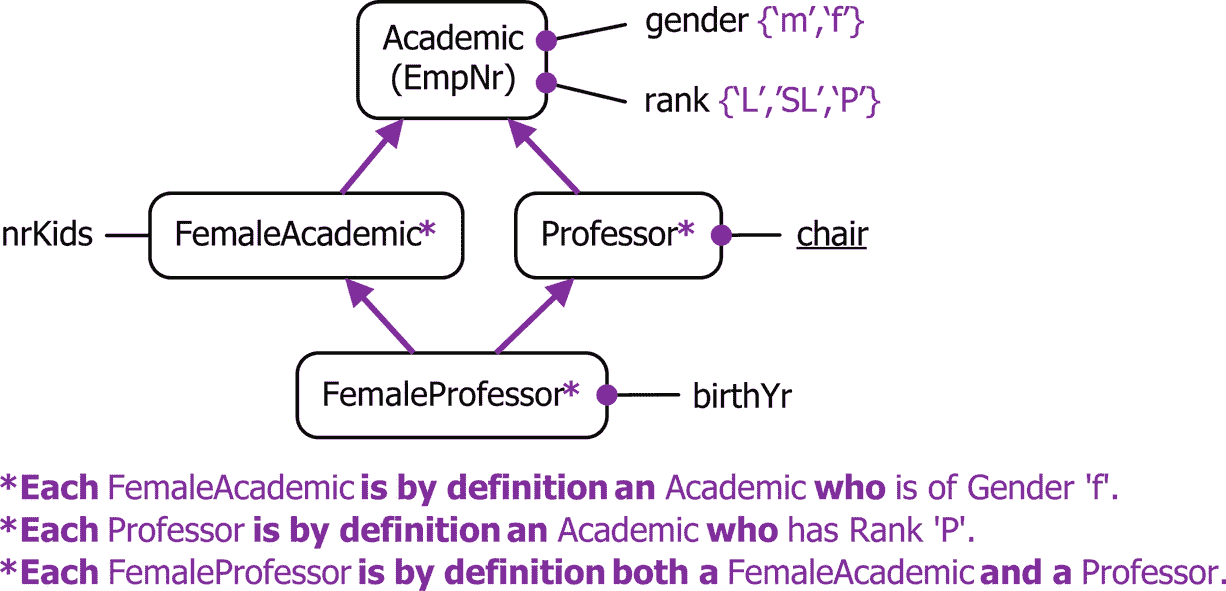 Academic
(EmpNr)
gender {‘m’,‘f’}
rank {‘L’,’SL’,‘P’}
nrKids
FemaleAcademic*
Professor*
chair
FemaleProfessor*
birthYr
*Each FemaleAcademic is by definition an Academic who is of Gender 'f'.
*Each Professor is by definition an Academic who has Rank 'P'.
*Each FemaleProfessor is by definition both a FemaleAcademic and a Professor.